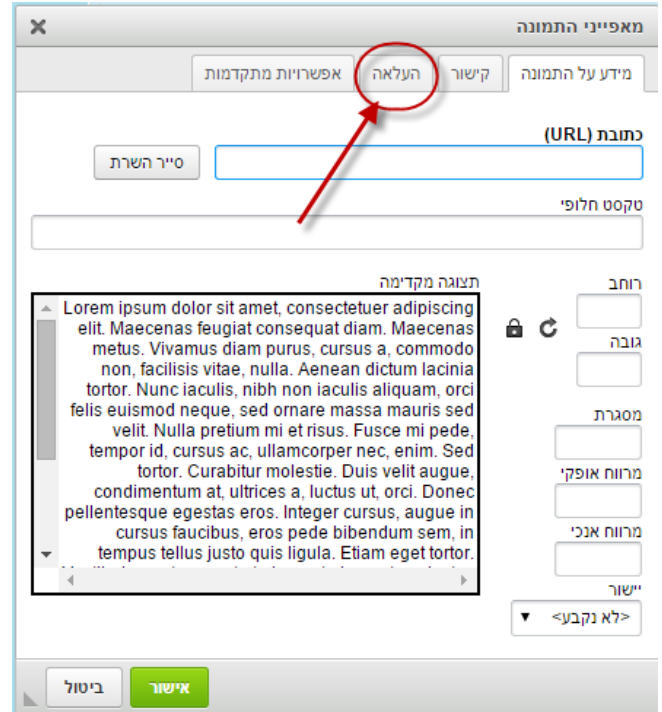 מאפייני התמונה
מידע על התמונה
קישור
העלאה
אפשרויות מתקדמות
כתובת (URL)
סייר השרת
טקסט חלופי
רוחב
גובה
מסגרת
מרווח אופקי
מרווח אנכי
יישור
<לא נקבע>
תצוגה מקדימה
Lorem ipsum dolor sit amet, consectetuer adipiscing
elit. Maecenas feugiat consequat diam. Maecenas
metus. Vivamus diam purus, cursus a, commodo
non, facilisis vitae, nulla. Aenean dictum lacinia
tortor. Nunc iaculis, nibh non iaculis aliquam, orci
felis euismod neque, sed ornare massa mauris sed
velit. Nulla pretium mi et risus. Fusce mi pede,
tempor id, cursus ac, ullamcorper nec, enim. Sed
tortor. Curabitur molestie. Duis velit augue,
condimentum at, ultrices a, luctus ut, orci. Donec
pellentesque egestas eros. Integer cursus, augue in
cursus faucibus, eros pede bibendum sem, in
tempus tellus justo quis ligula. Etiam eget tortor.
אישור
ביטול